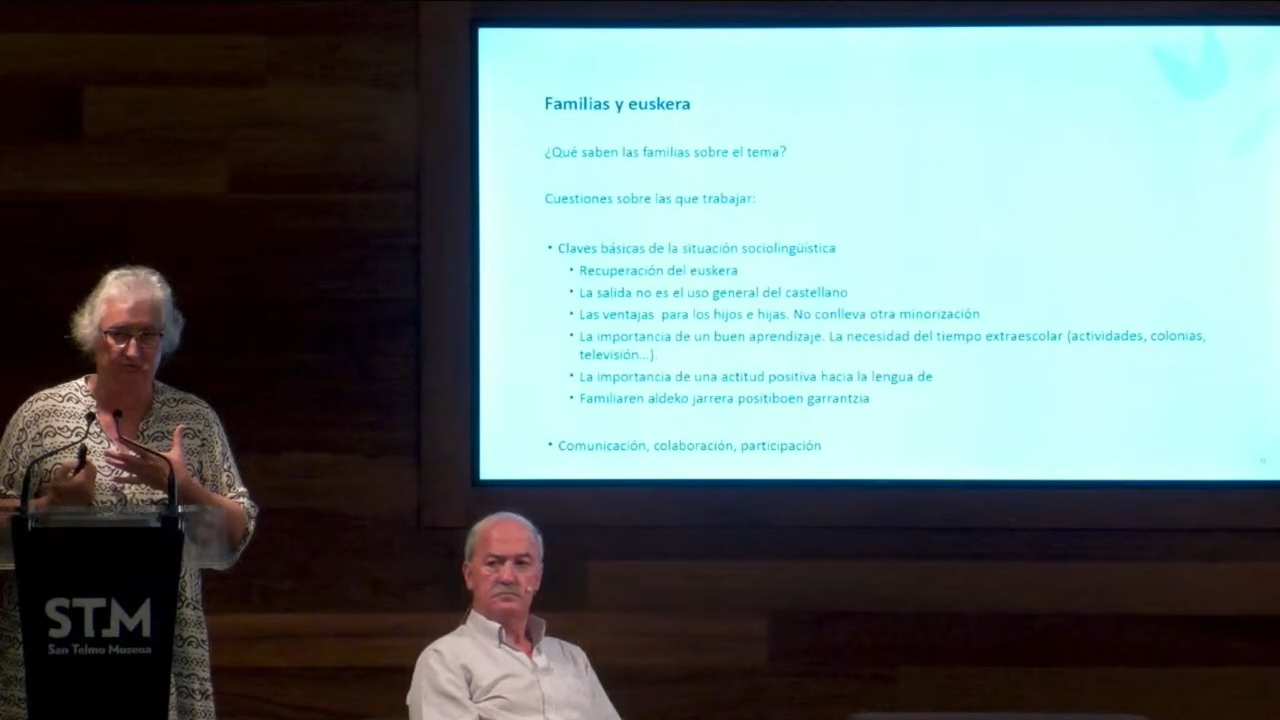 Familias y euskera
¿Qué saben las familias sobre el tema?
Cuestiones sobre las que trabajar:
• Claves básicas de la situación sociolingüística
• Recuperación del euskera
• La salida no es el uso general del castellano
• Las ventajas para los hijos e hijas. No conlleva otra minorización
• La importancia de un buen aprendizaje. La necesidad del tiempo extraescolar (actividades, colonias,
televisión...).
• La importancia de una actitud positiva hacia la lengua de
• Familiaren aldeko jarrera positiboen garrantzia
• Comunicación, colaboración, participación
STM
San Telmo Museoa